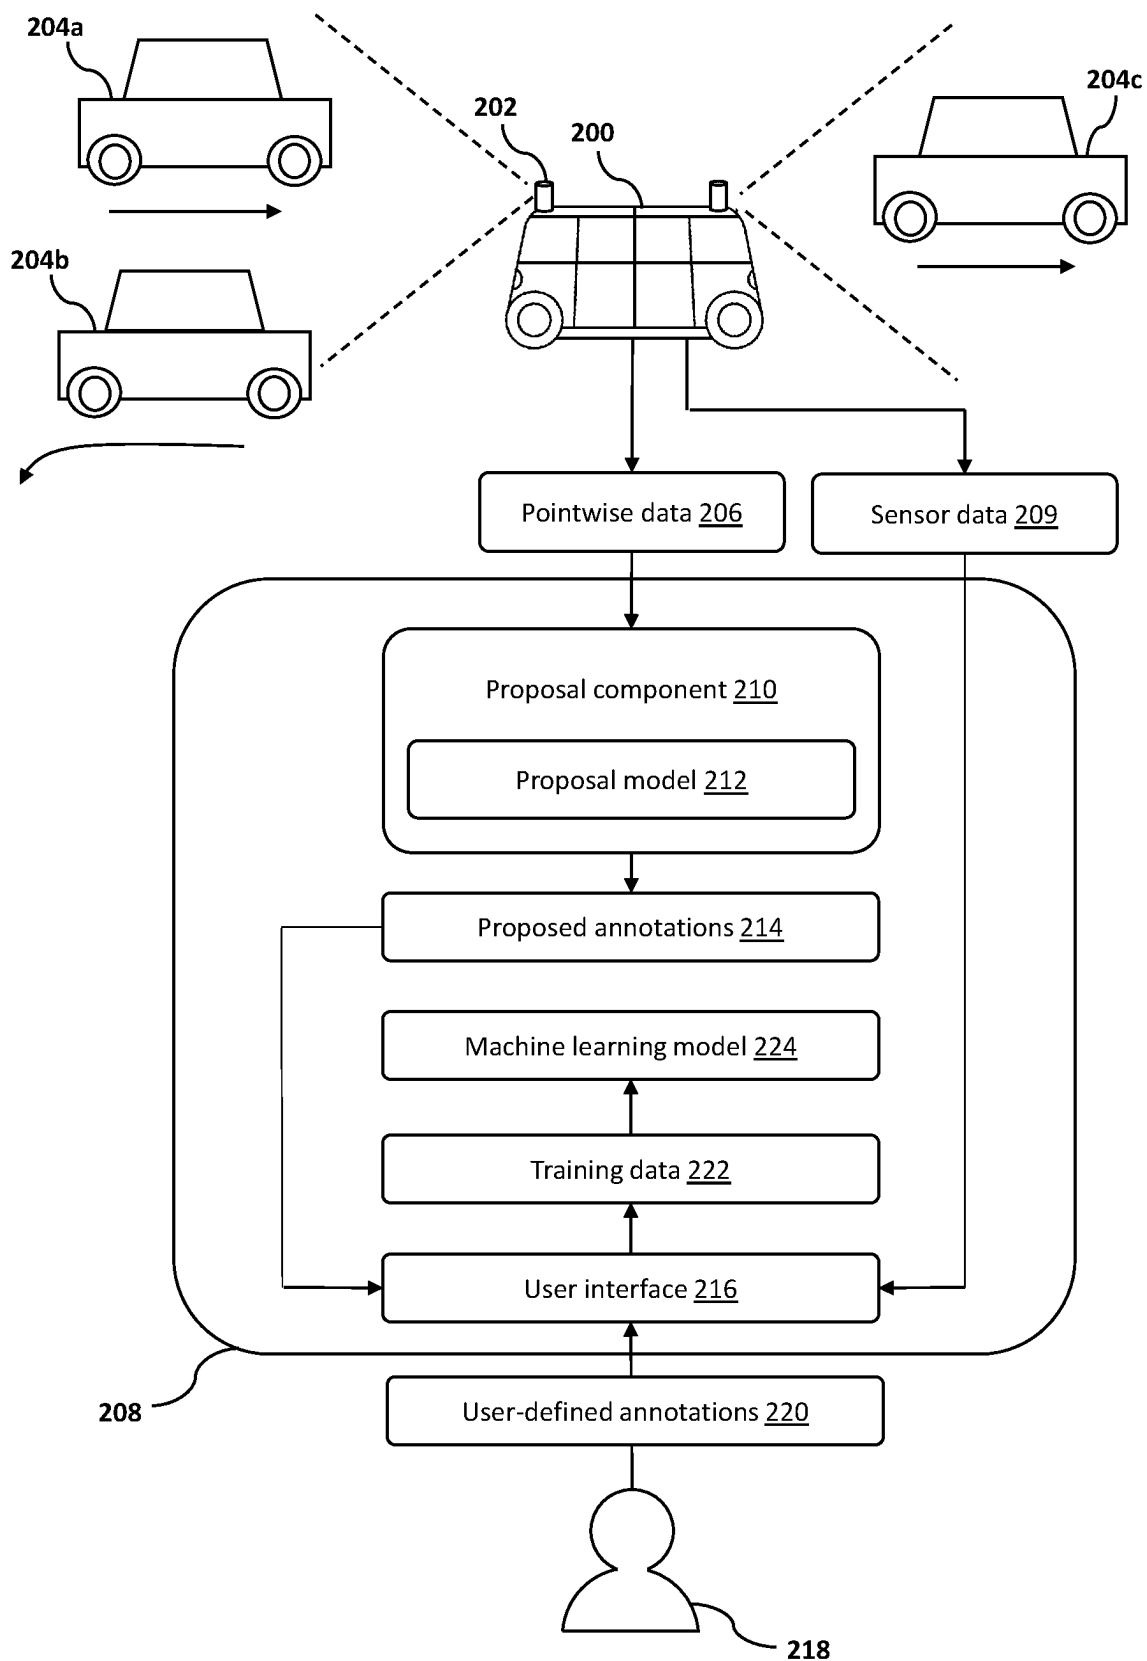 204a
202
200
204c
204b
Pointwise data 206
Sensor data 209
Proposal component 210
Proposal model 212
Proposed annotations 214
Machine learning model 224
Training data 222
User interface 216
208
User-defined annotations 220
218